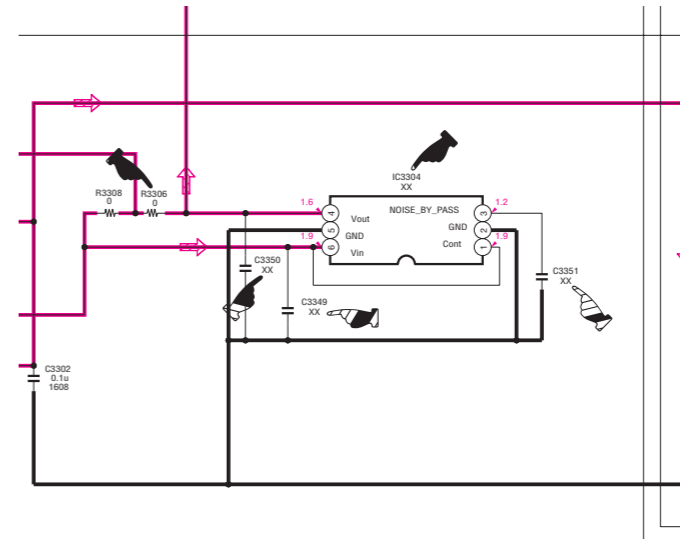 IC3304
XX
R3308
0
R3306
0
1.6
4
Vout
NOISE_BY_PASS
3
1.2
5
GND
GND
2
1.9
6
Vin
Cont
1
1.9
C3350
XX
C3349
XX
C3351
XX
C3302
0.1u
1608